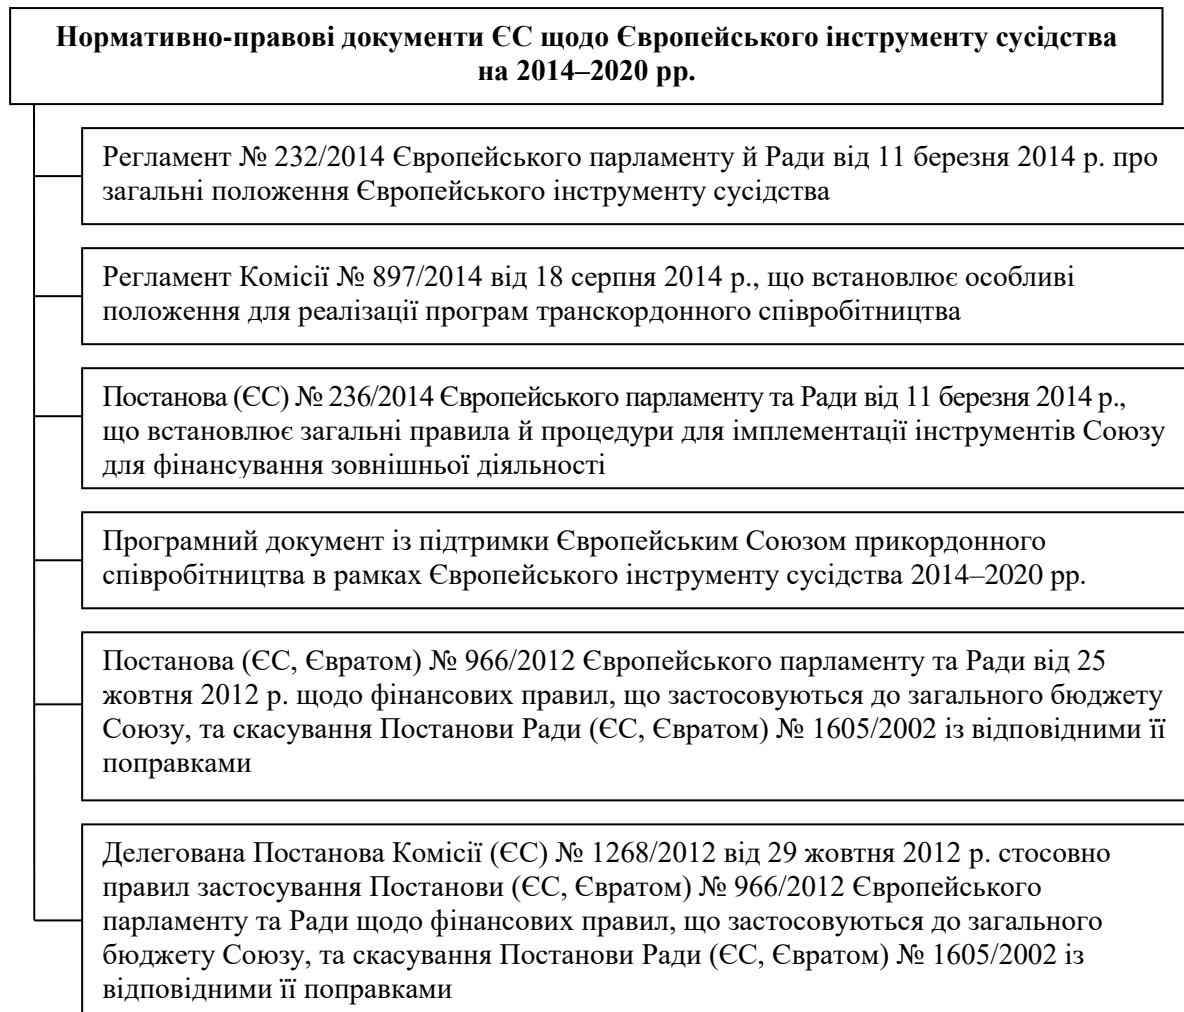 Нормативно-правові документи ЄС щодо Європейського інструменту сусідства
на 2014–2020 рр.
Регламент № 232/2014 Європейського парламенту й Ради від 11 березня 2014 р. про
загальні положення Європейського інструменту сусідства
Регламент Комісії № 897/2014 від 18 серпня 2014 р., що встановлює особливі
положення для реалізації програм транскордонного співробітництва
Постанова (ЄС) № 236/2014 Європейського парламенту та Ради від 11 березня 2014 р.,
що встановлює загальні правила й процедури для імплементації інструментів Союзу
для фінансування зовнішньої діяльності
Програмний документ із підтримки Європейським Союзом прикордонного
співробітництва в рамках Європейського інструменту сусідства 2014–2020 рр.
Постанова (ЄС, Євратом) № 966/2012 Європейського парламенту та Ради від 25
жовтня 2012 р. щодо фінансових правил, що застосовуються до загального бюджету
Союзу, та скасування Постанови Ради (ЄС, Євратом) № 1605/2002 із відповідними її
поправками
Делегована Постанова Комісії (ЄС) № 1268/2012 від 29 жовтня 2012 р. стосовно
правил застосування Постанови (ЄС, Євратом) № 966/2012 Європейського
парламенту та Ради щодо фінансових правил, що застосовуються до загального
бюджету Союзу, та скасування Постанови Ради (ЄС, Євратом) № 1605/2002 із
відповідними її поправками